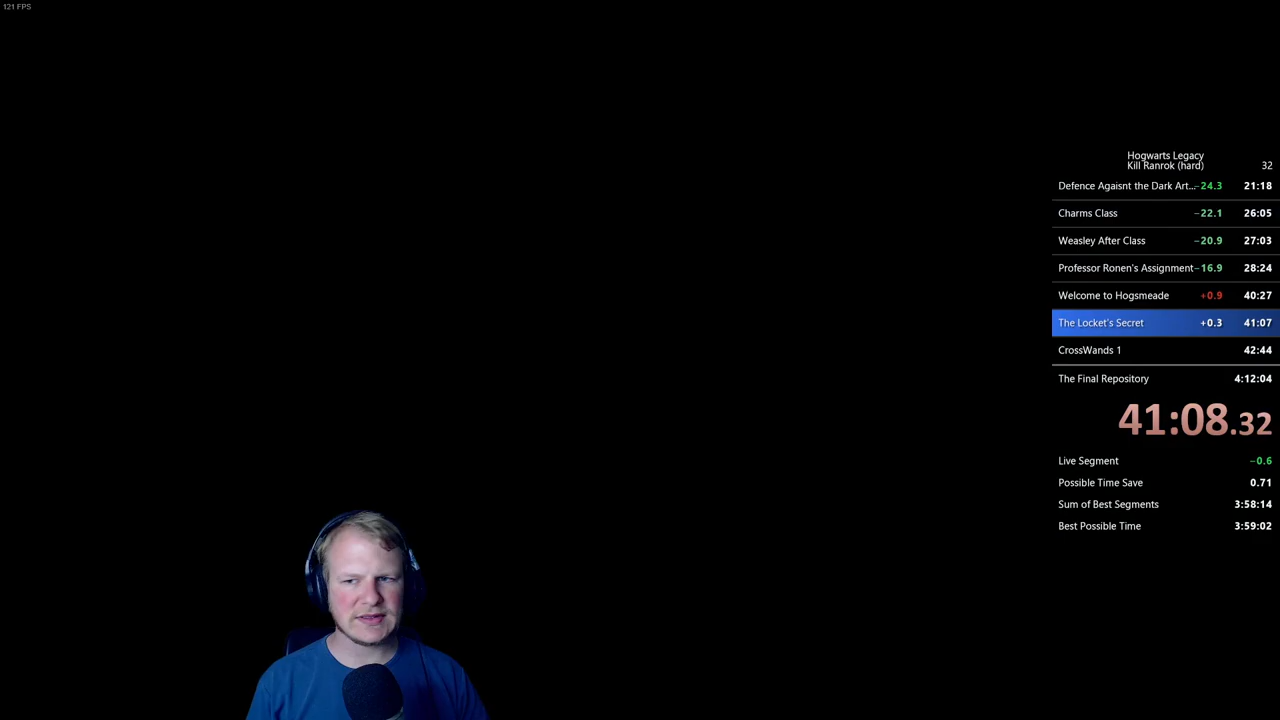 121 FPS
Hogwarts Legacy
Kill Ranrok (hard) 32
Defence Agaisnt the Dark Art... -24.3 21:18
Charms Class -22.1 26:05
Weasley After Class -20.9 27:03
Professor Ronen's Assignment -16.9 28:24
Welcome to Hogsmeade +0.9 40:27
The Locket's Secret +0.3 41:07
CrossWands 1 42:44
The Final Repository 4:12:04
41:08.32
Live Segment -0.6
Possible Time Save 0.71
Sum of Best Segments 3:58:14
Best Possible Time 3:59:02